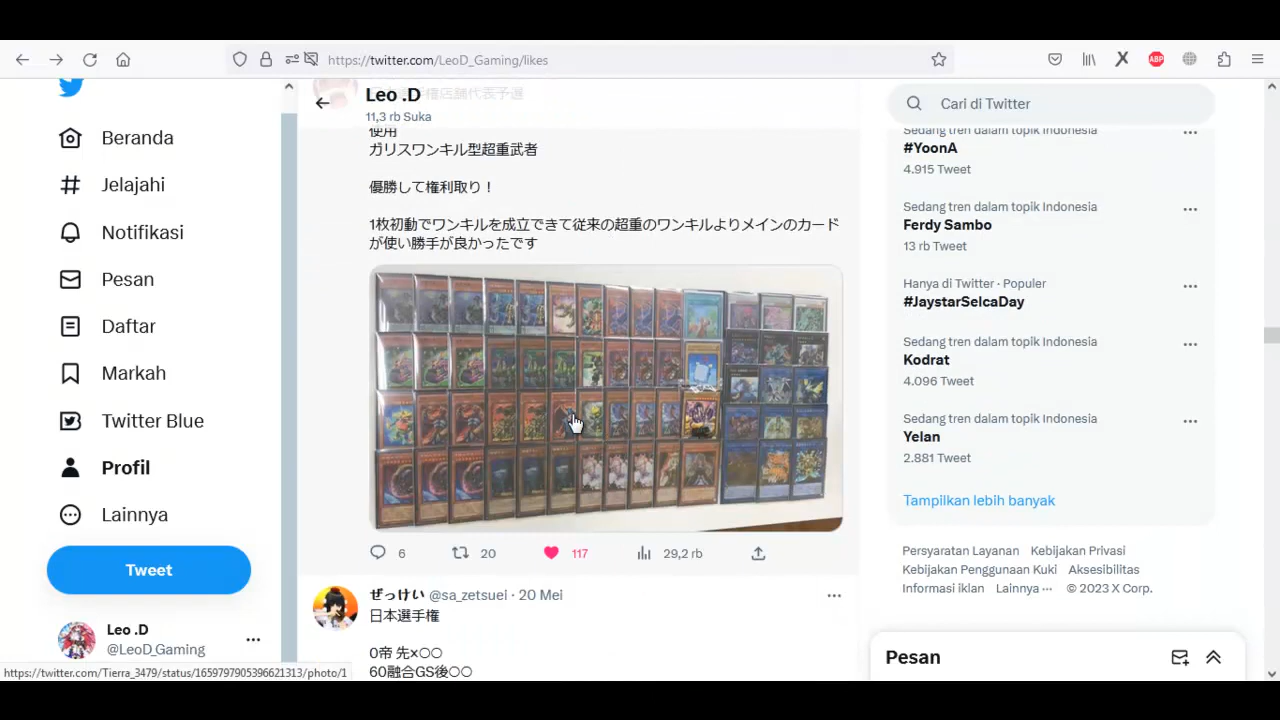 https://twitter.com/LeoD_Gaming/likes
Beranda
Jelajahi
Notifikasi
Pesan
Daftar
Markah
Twitter Blue
Profil
Lainnya
Tweet
Leo .D
@LeoD_Gaming
Leo .D
11,3 rb Suka
使用
ガリスワンキル型超重武者
優勝して権利取り！
1枚初動でワンキルを成立できて従来の超重のワンキルよりメインのカード
が使い勝手が良かったです
6
20
117
29,2 rb
ぜっけい @sa_zetsuei · 20 Mei
日本選手権
0帝 先×〇〇
60融合GS後〇〇
Cari di Twitter
Sedang tren dalam topik Indonesia
#YoonA
4.915 Tweet
Sedang tren dalam topik Indonesia
Ferdy Sambo
13 rb Tweet
Hanya di Twitter · Populer
#JaystarSelcaDay
Sedang tren dalam topik Indonesia
Kodrat
4.096 Tweet
Sedang tren dalam topik Indonesia
Yelan
2.881 Tweet
Tampilkan lebih banyak
Persyaratan Layanan Kebijakan Privasi
Kebijakan Penggunaan Kuki Aksesibilitas
Informasi iklan Lainnya ··· © 2023 X Corp.
Pesan
https://twitter.com/Tierra_3479/status/1659797905396621313/photo/1
ABP